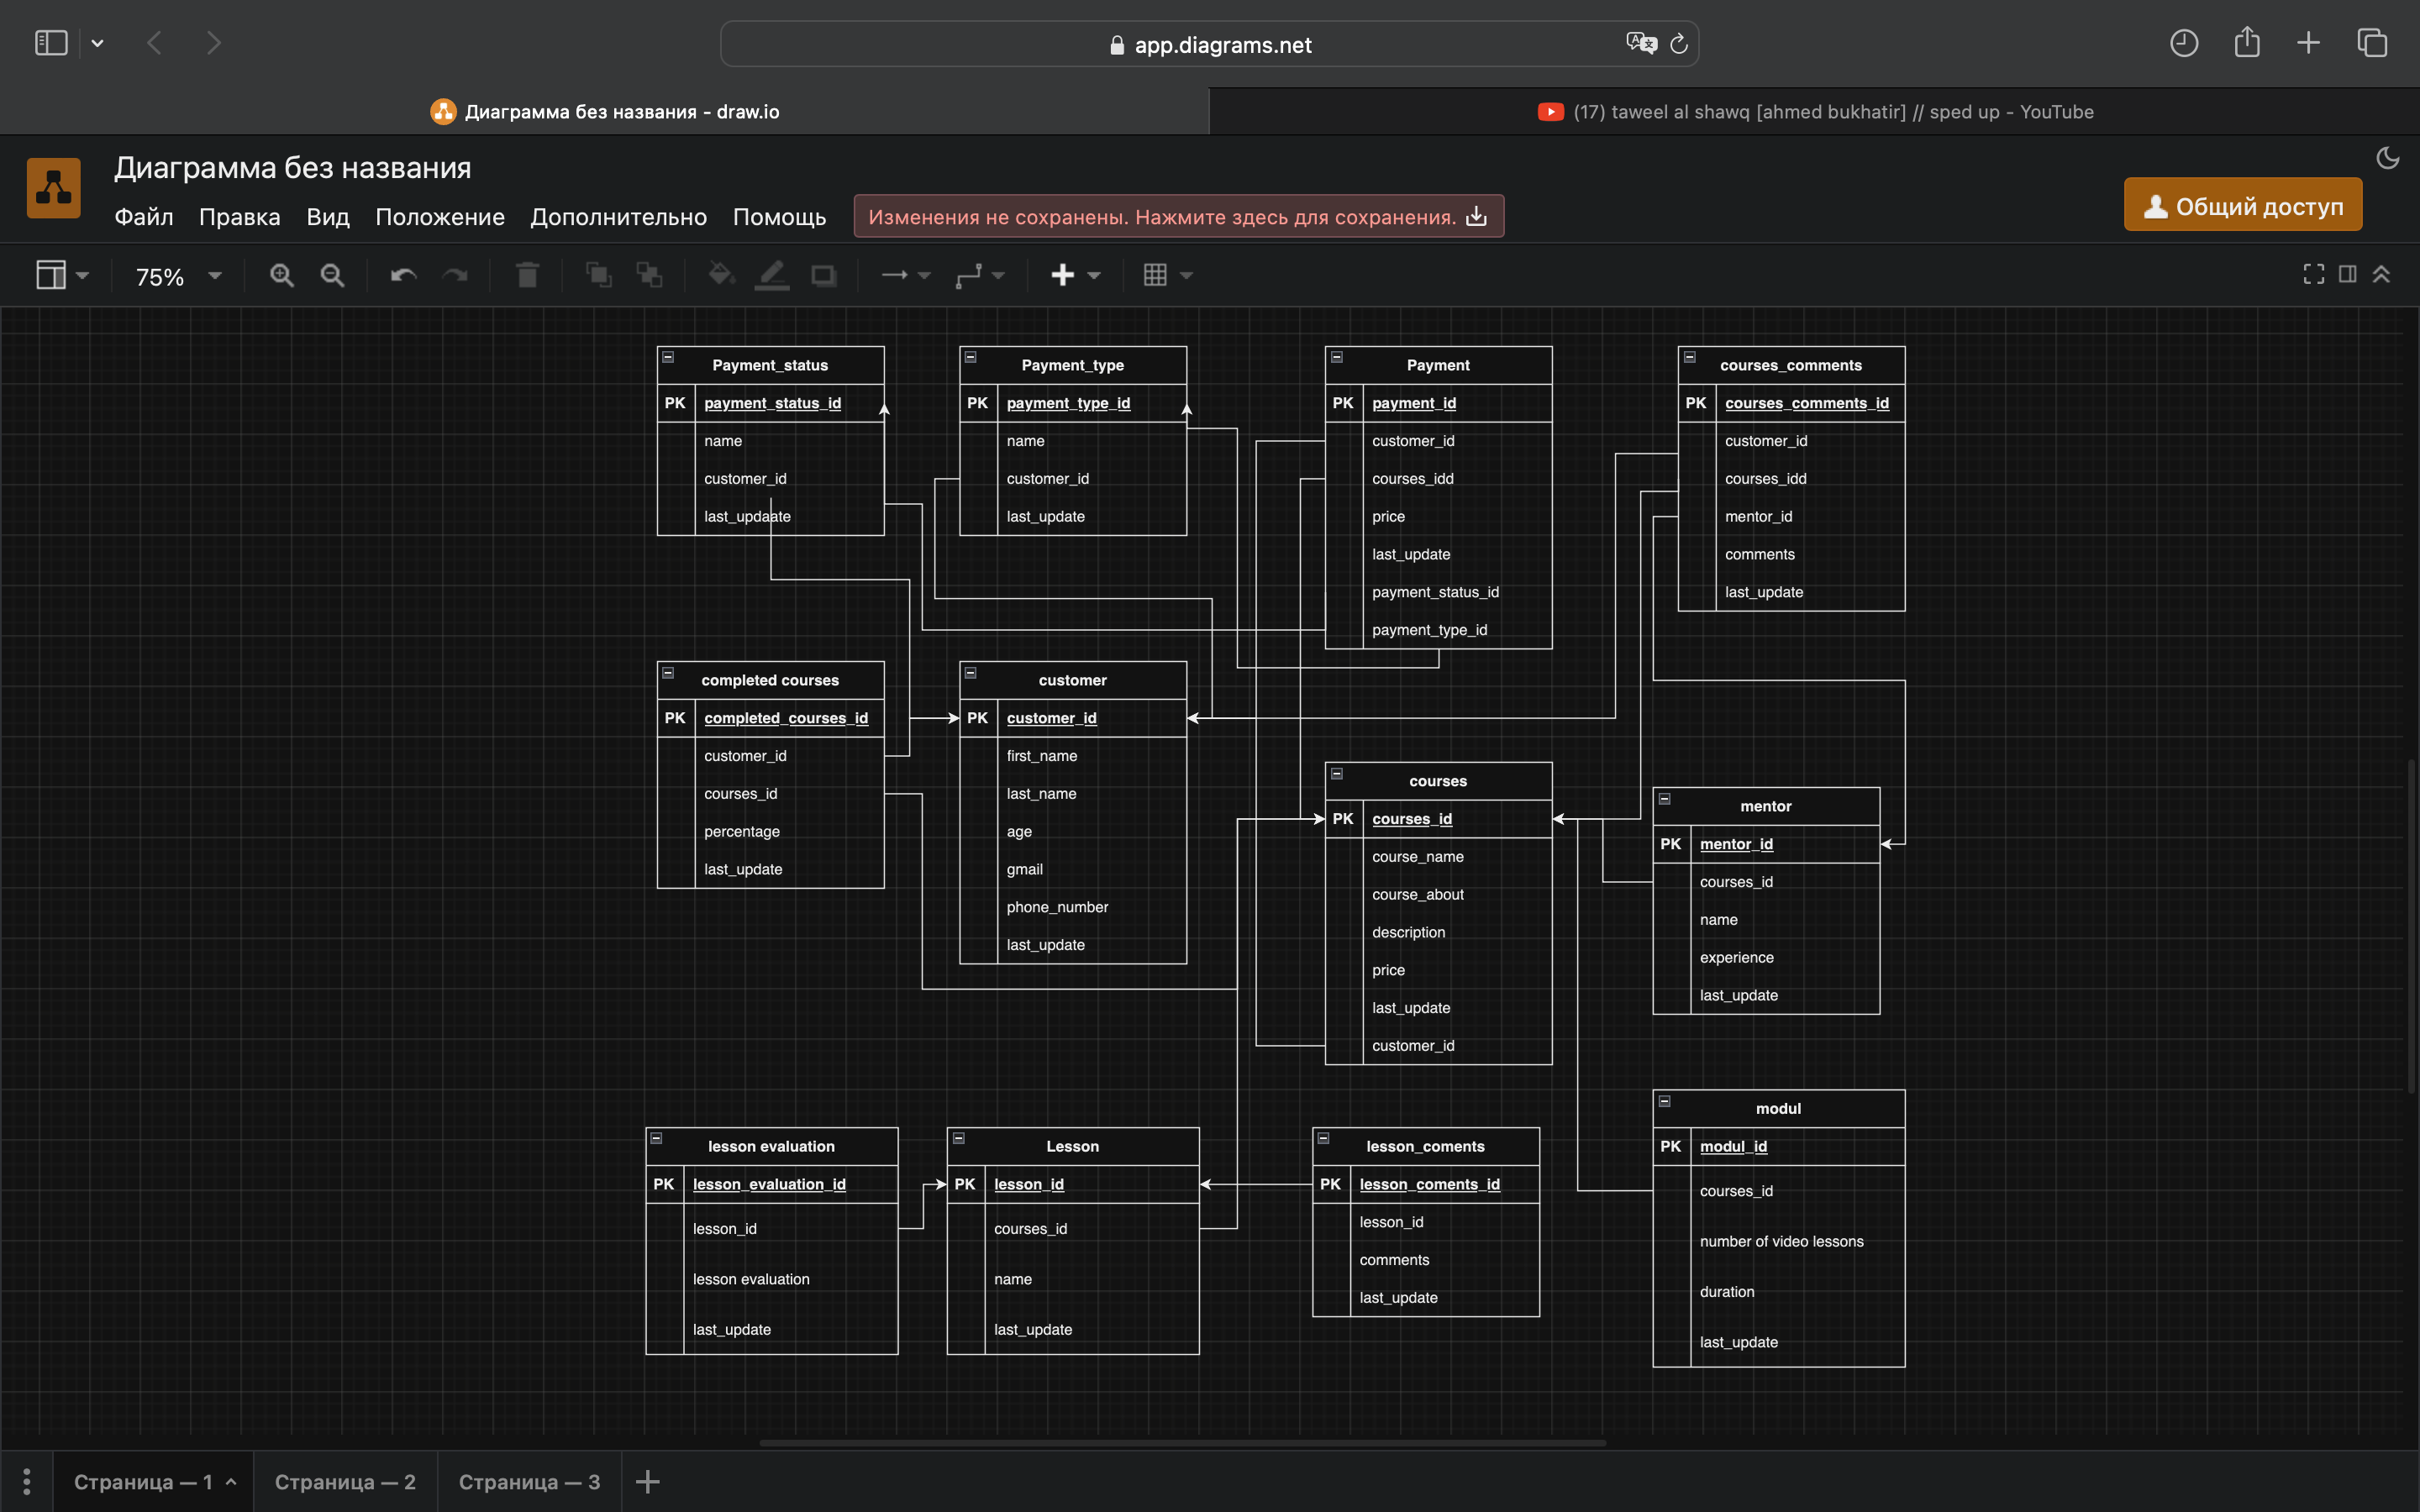 app.diagrams.net
Диаграмма без названия - draw.io
(17) taweel al shawq [ahmed bukhatir] // sped up - YouTube
Диаграмма без названия
Файл Правка Вид Положение Дополнительно Помощь
Изменения не сохранены. Нажмите здесь для сохранения.
Общий доступ
75%
Payment_status
PK payment_status_id
name
customer_id
last_updaate
Payment_type
PK payment_type_id
name
customer_id
last_update
Payment
PK payment_id
customer_id
courses_idd
price
last_update
payment_status_id
payment_type_id
courses_comments
PK courses_comments_id
customer_id
courses_idd
mentor_id
comments
last_update
completed courses
PK completed_courses_id
customer_id
courses_id
percentage
last_update
customer
PK customer_id
first_name
last_name
age
gmail
phone_number
last_update
courses
PK courses_id
course_name
course_about
description
price
last_update
customer_id
mentor
PK mentor_id
courses_id
name
experience
last_update
lesson evaluation
PK lesson_evaluation_id
lesson_id
lesson evaluation
last_update
Lesson
PK lesson_id
courses_id
name
last_update
lesson_coments
PK lesson_coments_id
lesson_id
comments
last_update
modul
PK modul_id
courses_id
number of video lessons
duration
last_update
Страница — 1
Страница — 2
Страница — 3